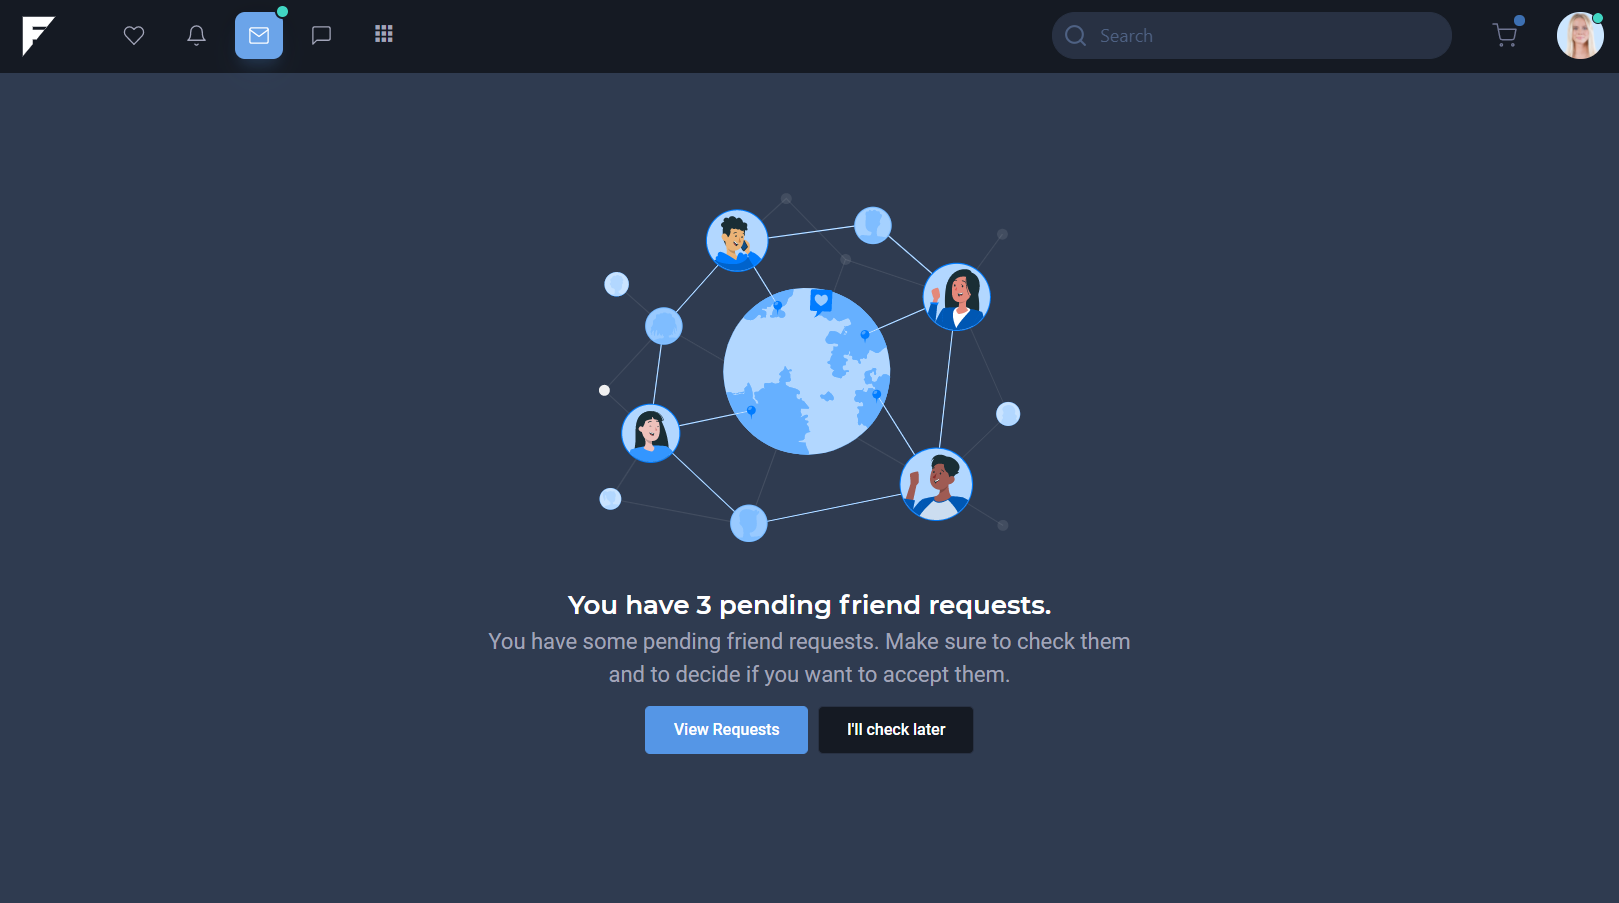 Search
You have 3 pending friend requests.
You have some pending friend requests. Make sure to check them
and to decide if you want to accept them.
View Requests
I'll check later